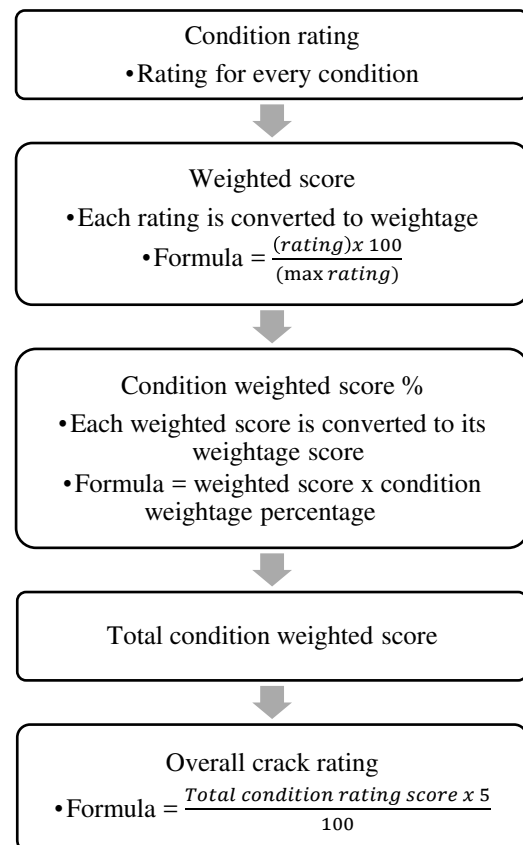 Condition rating
•Rating for every condition
Weighted score
•Each rating is converted to weightage
•Formula = (rating)x 100 / (max rating)
Condition weighted score %
•Each weighted score is converted to its
weightage score
•Formula = weighted score x condition
weightage percentage
Total condition weighted score
Overall crack rating
•Formula = Total condition rating score x 5 / 100